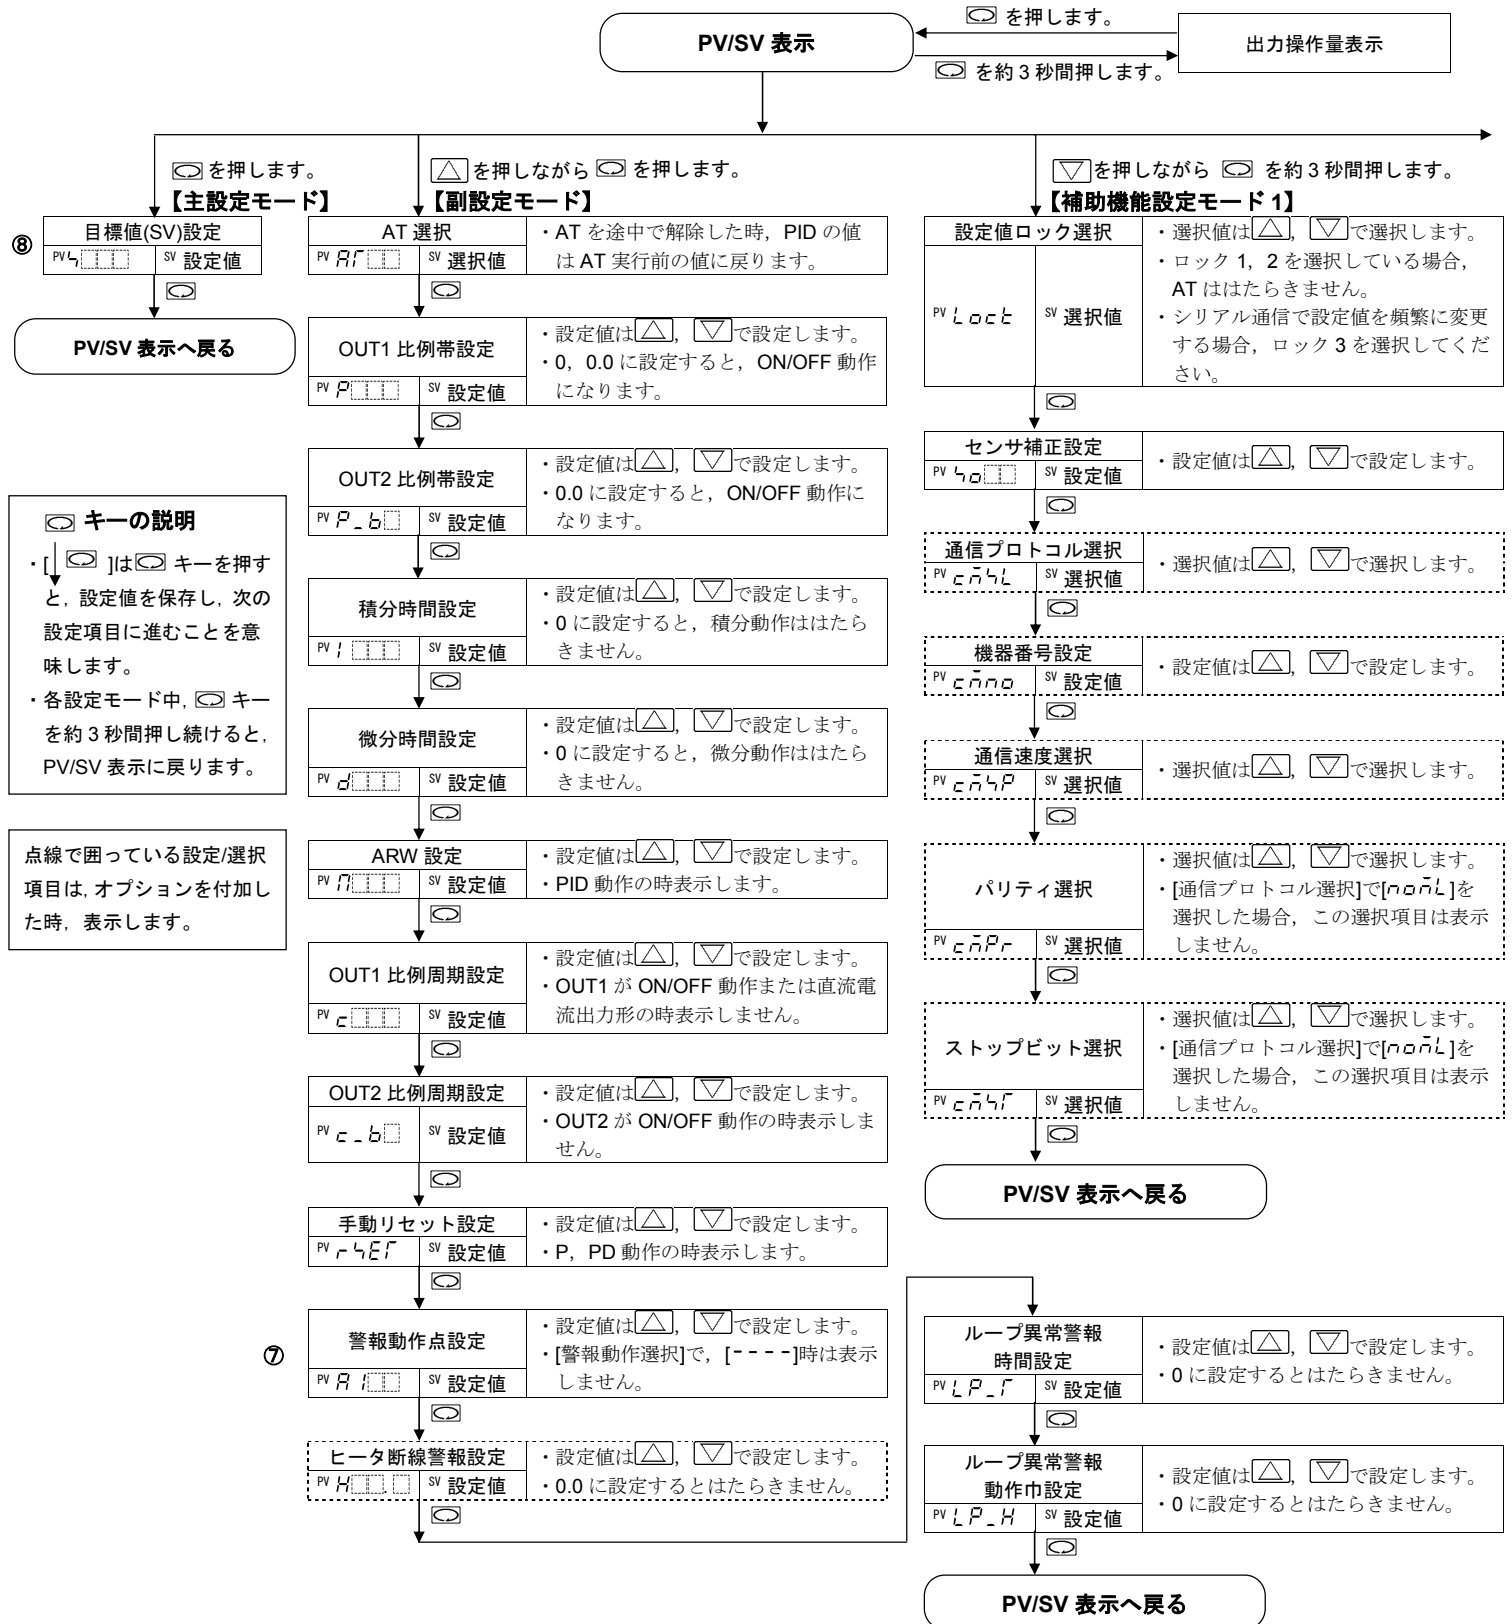 を押します。
PV/SV 表示
出力操作量表示
を約 3 秒間押します。
を押します。
【主設定モード】
⑧
目標値(SV)設定
PV SV 設定値
PV/SV 表示へ戻る
キーの説明
・[ ]は キーを押す
と, 設定値を保存し, 次の
設定項目に進むことを意
味します。
・各設定モード中, キー
を約 3 秒間押し続けると,
PV/SV 表示に戻ります。
点線で囲っている設定/選択
項目は, オプションを付加し
た時, 表示します。
△を押しながら を押します。
【副設定モード】
AT 選択
PV AT SV 選択値
・AT を途中で解除した時, PID の値
は AT 実行前の値に戻ります。
OUT1 比例帯設定
PV P SV 設定値
・設定値は△, ▽で設定します。
・0, 0.0 に設定すると, ON/OFF 動作
になります。
OUT2 比例帯設定
PV P_b SV 設定値
・設定値は△, ▽で設定します。
・0.0 に設定すると, ON/OFF 動作に
なります。
積分時間設定
PV I SV 設定値
・設定値は△, ▽で設定します。
・0 に設定すると, 積分動作ははたら
きません。
微分時間設定
PV d SV 設定値
・設定値は△, ▽で設定します。
・0 に設定すると, 微分動作ははたら
きません。
ARW 設定
PV SV 設定値
・設定値は△, ▽で設定します。
・PID 動作の時表示します。
OUT1 比例周期設定
PV c SV 設定値
・設定値は△, ▽で設定します。
・OUT1 が ON/OFF 動作または直流電
流出力形の時表示しません。
OUT2 比例周期設定
PV c_b SV 設定値
・設定値は△, ▽で設定します。
・OUT2 が ON/OFF 動作の時表示しま
せん。
手動リセット設定
PV rSET SV 設定値
・設定値は△, ▽で設定します。
・P, PD 動作の時表示します。
⑦
警報動作点設定
PV A1 SV 設定値
・設定値は△, ▽で設定します。
・[警報動作選択]で, [----]時は表示
しません。
ヒータ断線警報設定
PV H . SV 設定値
・設定値は△, ▽で設定します。
・0.0 に設定するとはたらきません。
▽を押しながら を約 3 秒間押します。
【補助機能設定モード 1】
設定値ロック選択
PV Lock SV 選択値
・選択値は△, ▽で選択します。
・ロック 1, 2 を選択している場合,
AT ははたらきません。
・シリアル通信で設定値を頻繁に変更
する場合, ロック 3 を選択してくだ
さい。
センサ補正設定
PV So SV 設定値
・設定値は△, ▽で設定します。
通信プロトコル選択
PV cmSL SV 選択値
・選択値は△, ▽で選択します。
機器番号設定
PV cmno SV 設定値
・設定値は△, ▽で設定します。
通信速度選択
PV cmSP SV 選択値
・選択値は△, ▽で選択します。
パリティ選択
PV cmPr SV 選択値
・選択値は△, ▽で選択します。
・[通信プロトコル選択]で[nomL]を
選択した場合, この選択項目は表示
しません。
ストップビット選択
PV cmST SV 選択値
・選択値は△, ▽で選択します。
・[通信プロトコル選択]で[nomL]を
選択した場合, この選択項目は表示
しません。
PV/SV 表示へ戻る
ループ異常警報
時間設定
PV LP_T SV 設定値
・設定値は△, ▽で設定します。
・0 に設定するとはたらきません。
ループ異常警報
動作巾設定
PV LP_H SV 設定値
・設定値は△, ▽で設定します。
・0 に設定するとはたらきません。
PV/SV 表示へ戻る